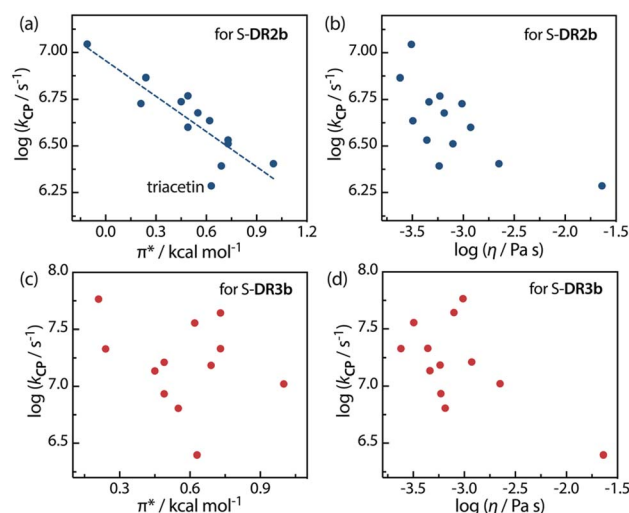 (a)
for S-DR2b
log (kCP / s⁻¹)
7.00
6.75
6.50
6.25
triacetin
0.0
0.3
0.6
0.9
1.2
π* / kcal mol⁻¹
(b)
for S-DR2b
log (kCP / s⁻¹)
7.00
6.75
6.50
6.25
-3.5
-3.0
-2.5
-2.0
-1.5
log (η / Pa s)
(c)
for S-DR3b
log (kCP / s⁻¹)
8.0
7.5
7.0
6.5
0.3
0.6
0.9
π* / kcal mol⁻¹
(d)
for S-DR3b
log (kCP / s⁻¹)
8.0
7.5
7.0
6.5
-3.5
-3.0
-2.5
-2.0
-1.5
log (η / Pa s)